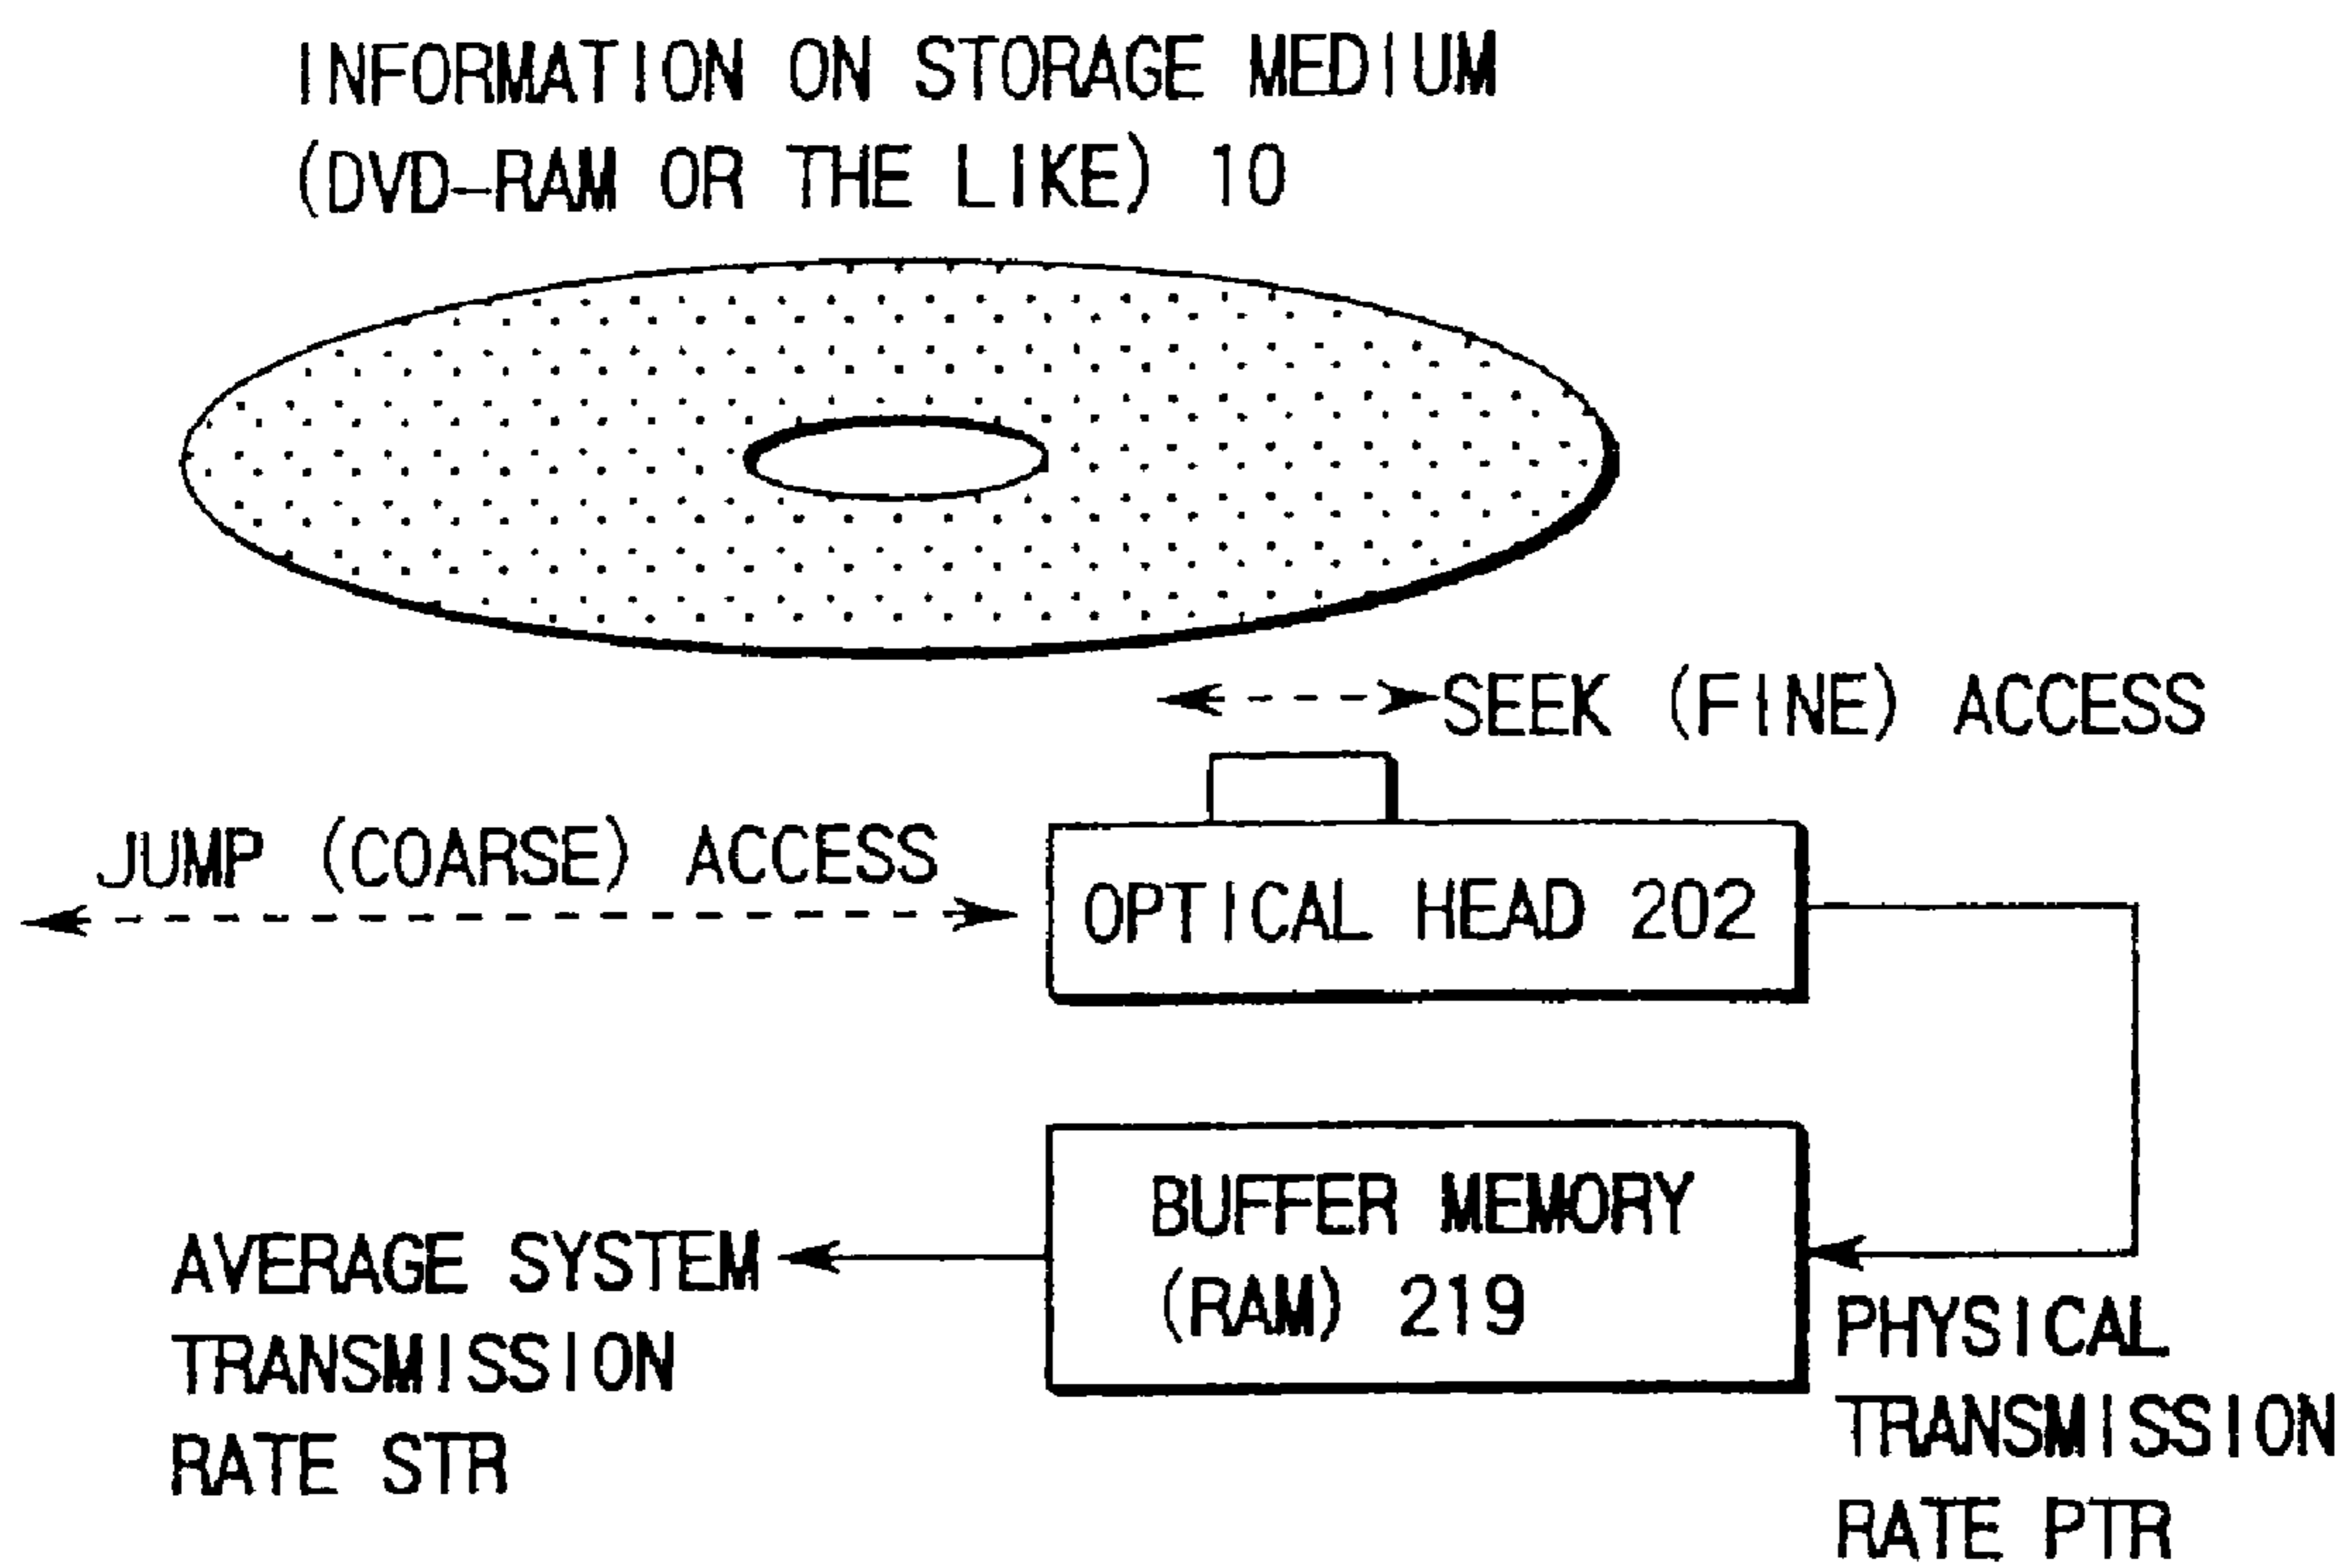 INFORMATION ON STORAGE MEDIUM
(DVD-RAM OR THE LIKE) 10
SEEK (FINE) ACCESS
JUMP (COARSE) ACCESS
OPTICAL HEAD 202
BUFFER MEMORY
(RAM) 219
AVERAGE SYSTEM
TRANSMISSION
RATE STR
PHYSICAL
TRANSMISSION
RATE PTR